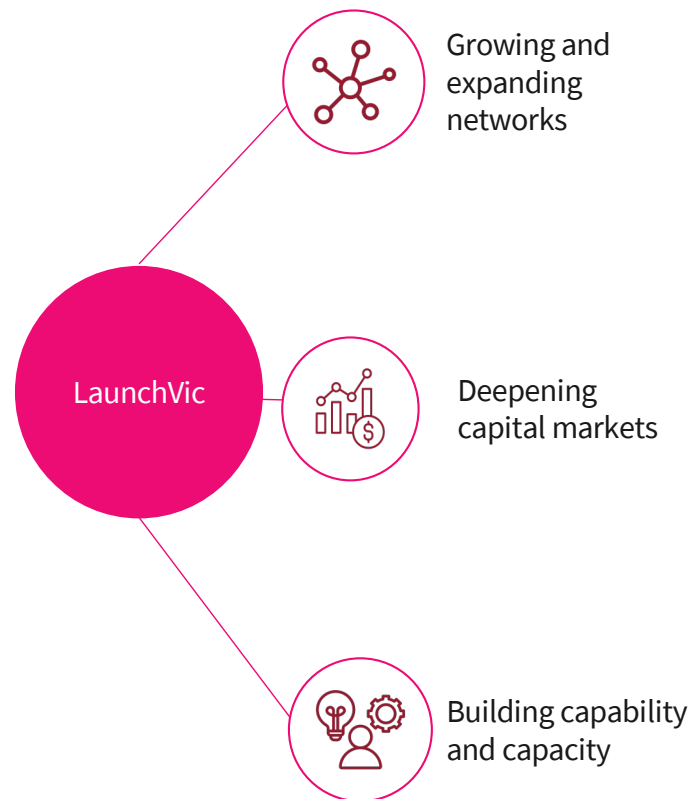 Growing and
expanding
networks
LaunchVic
$
Deepening
capital markets
Building capability
and capacity